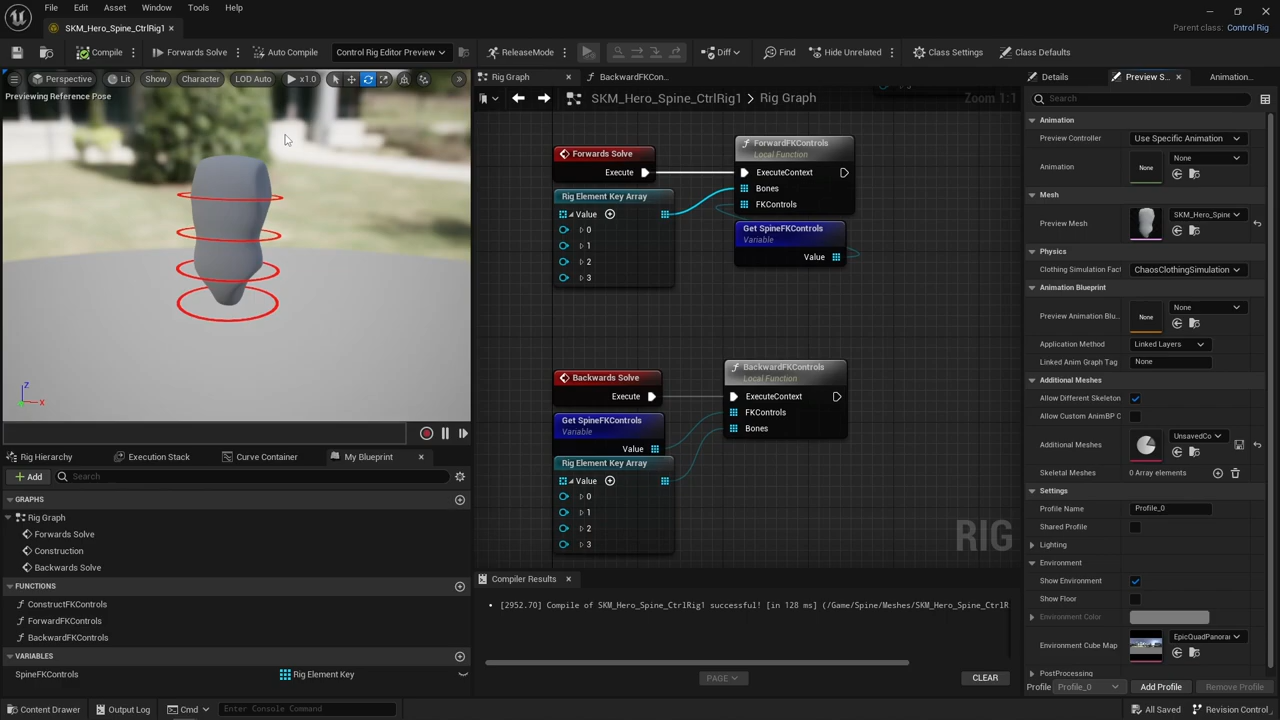 File Edit Asset Window Tools Help
SKM_Hero_Spine_CtrlRig1
Parent class: Control Rig
Compile Forwards Solve Auto Compile Control Rig Editor Preview ReleaseMode Diff Find Hide Unrelated Class Settings Class Defaults
Perspective Lit Show Character LOD Auto x1.0
Previewing Reference Pose
Z
X
Rig Graph BackwardFKCon...
SKM_Hero_Spine_CtrlRig1 > Rig Graph Zoom 1:1
Forwards Solve
Execute
Rig Element Key Array
Value
0
1
2
3
ForwardFKControls
Local Function
ExecuteContext
Bones
FKControls
Get SpineFKControls
Variable
Value
Backwards Solve
Execute
Get SpineFKControls
Variable
Value
Rig Element Key Array
Value
0
1
2
3
BackwardFKControls
Local Function
ExecuteContext
FKControls
Bones
RIG
Compiler Results
[2952.70] Compile of SKM_Hero_Spine_CtrlRig1 successful! [in 128 ms] (/Game/Spine/Meshes/SKM_Hero_Spine_CtrlR
PAGE CLEAR
Rig Hierarchy Execution Stack Curve Container My Blueprint
Add Search
GRAPHS
Rig Graph
Forwards Solve
Construction
Backwards Solve
FUNCTIONS
ConstructFKControls
ForwardFKControls
BackwardFKControls
VARIABLES
SpineFKControls Rig Element Key
Details Preview S... Animation...
Search
Animation
Preview Controller Use Specific Animation
Animation None None
Mesh
Preview Mesh SKM_Hero_Spine
Physics
Clothing Simulation Fact ChaosClothingSimulation
Animation Blueprint
Preview Animation Blu... None None
Application Method Linked Layers
Linked Anim Graph Tag None
Additional Meshes
Allow Different Skeleton
Allow Custom AnimBP C
Additional Meshes UnsavedCo
Skeletal Meshes 0 Array elements
Settings
Profile Name Profile_0
Shared Profile
Lighting
Environment
Show Environment
Show Floor
Environment Color
Environment Cube Map EpicQuadPanorar
PostProcessing
Profile Profile_0 Add Profile Remove Profile
Content Drawer Output Log Cmd Enter Console Command All Saved Revision Control